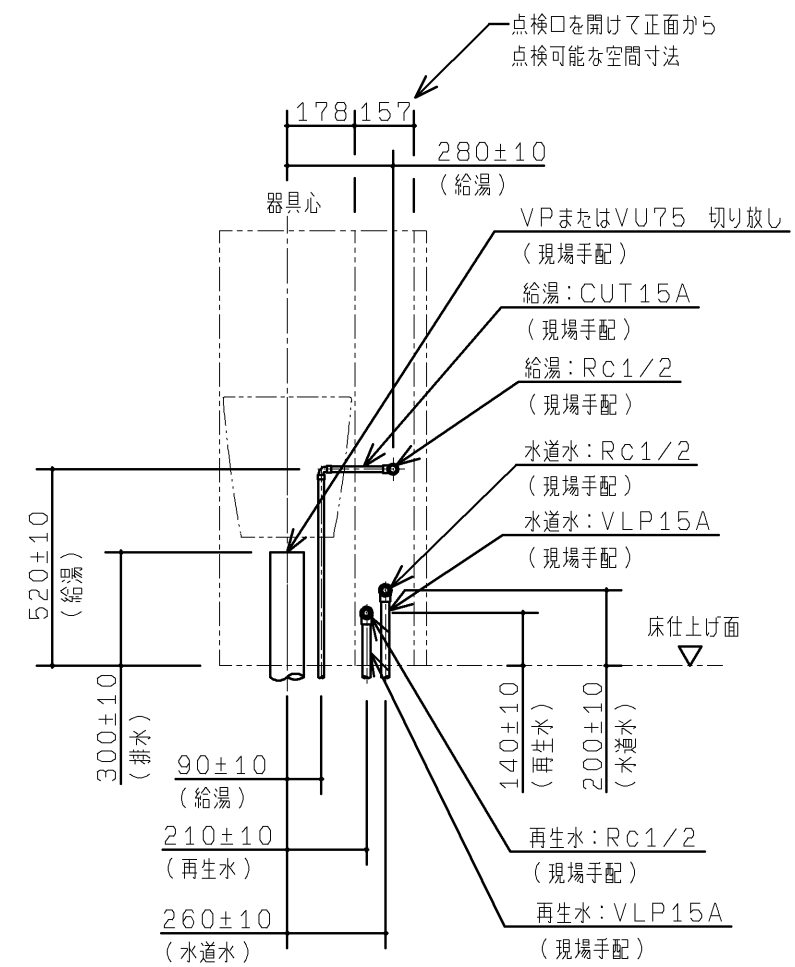 点検口を開けて正面から
点検可能な空間寸法
178
157
280±10
(給湯)
器具心
VPまたはVU75 切り放し
(現場手配)
給湯:CUT15A
(現場手配)
給湯:Rc1/2
(現場手配)
水道水:Rc1/2
(現場手配)
水道水:VLP15A
(現場手配)
520±10
(給湯)
300±10
(排水)
床仕上げ面
140±10
(再生水)
200±10
(水道水)
90±10
(給湯)
210±10
(再生水)
260±10
(水道水)
再生水:Rc1/2
(現場手配)
再生水:VLP15A
(現場手配)